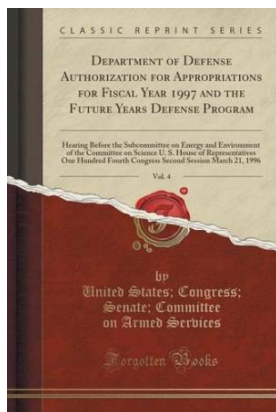 CLASSIC REPRINT SERIES
DEPARTMENT OF DEFENSE
AUTHORIZATION FOR APPROPRIATIONS
FOR FISCAL YEAR 1997 AND THE
FUTURE YEARS DEFENSE PROGRAM
Hearing Before the Subcommittee on Energy and Environment
of the Committee on Science U. S. House of Representatives
One Hundred Fourth Congress Second Session March 21, 1996
Vol. 4
by
United States; Congress;
Senate; Committee
on Armed Services
Forgotten Books